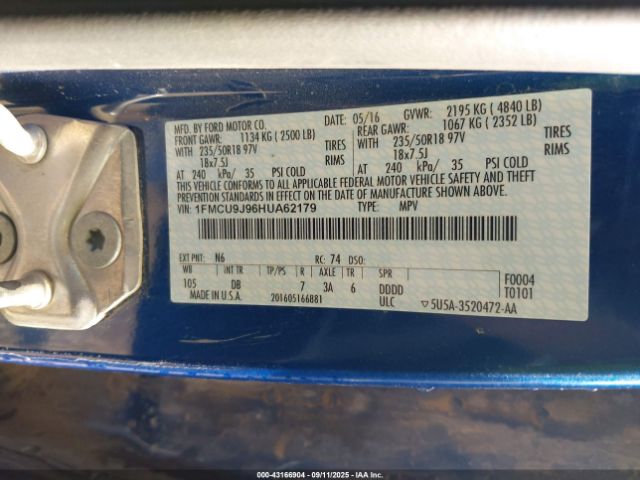 MFD. BY FORD MOTOR CO. DATE: 05/16 GVWR: 2195 KG ( 4840 LB)
FRONT GAWR: 1134 KG ( 2500 LB) REAR GAWR: 1067 KG ( 2352 LB)
WITH 235/50R18 97V TIRES WITH 235/50R18 97V TIRES
18x7.5J RIMS 18x7.5J RIMS
AT 240 kPa/ 35 PSI COLD AT 240 kPa/ 35 PSI COLD
THIS VEHICLE CONFORMS TO ALL APPLICABLE FEDERAL MOTOR VEHICLE SAFETY AND THEFT
PREVENTION STANDARDS IN EFFECT ON THE DATE OF MANUFACTURE SHOWN ABOVE.
VIN: 1FMCU9J96HUA62179 TYPE: MPV
EXT PNT: N6 RC: 74 DSO:
WB INT TR TP/PS R AXLE TR SPR
105 DB 7 3A 6 DDDD F0004
MADE IN U.S.A. 201605166881 ULC ▽5U5A-3520472-AA T0101
000-43166904 - 09/11/2025 - IAAI.COM